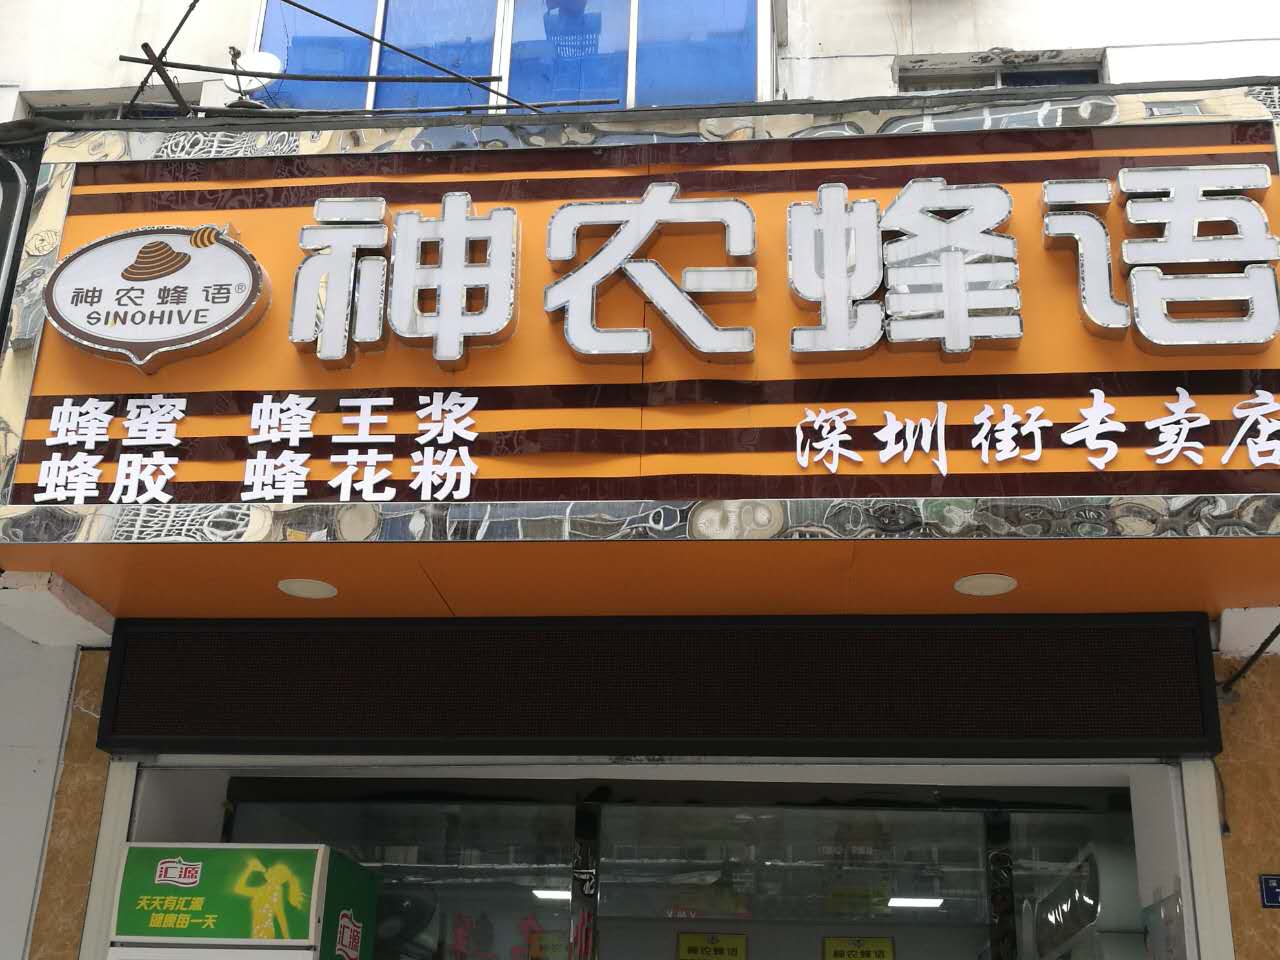 神农蜂语
神农蜂语®
SINOHIVE
蜂蜜 蜂王浆
蜂胶 蜂花粉
深圳街专卖店
汇源
天天有汇源
健康每一天
汇源
神农蜂语
神农蜂语